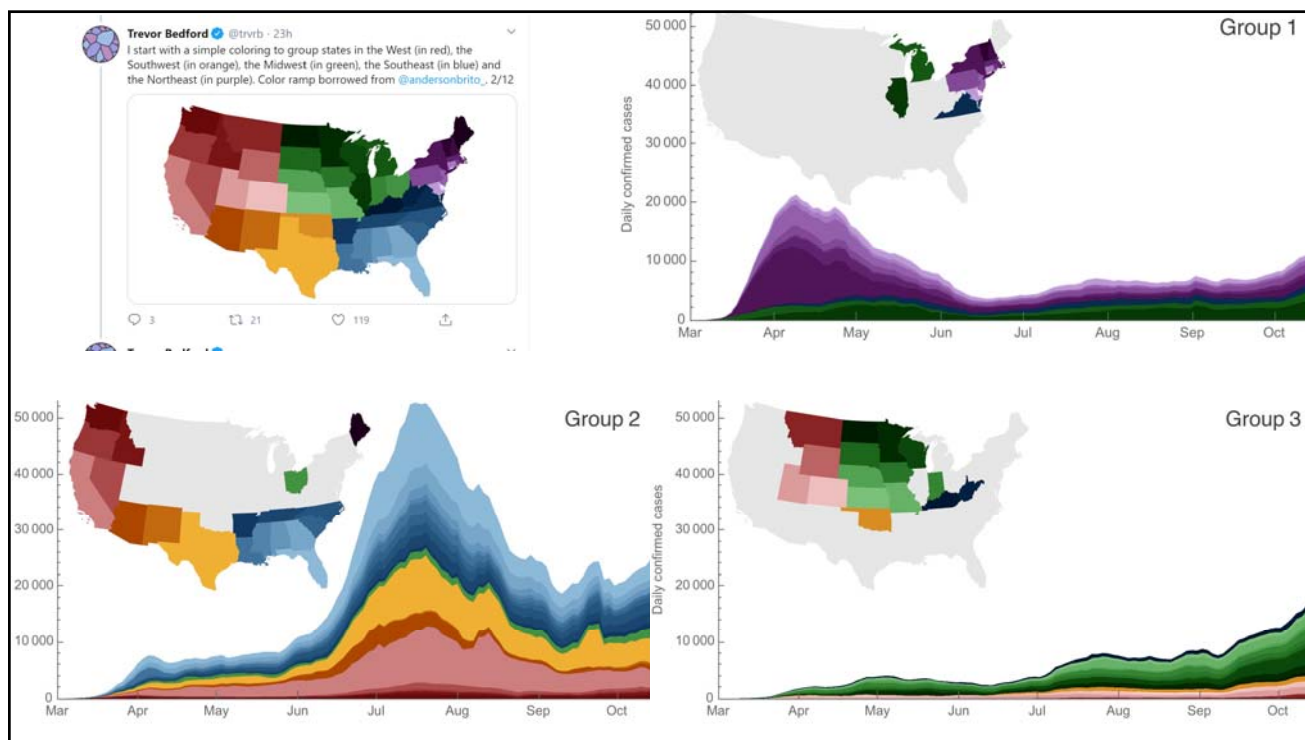 Trevor Bedford @trvrb · 23h
I start with a simple coloring to group states in the West (in red), the
Southwest (in orange), the Midwest (in green), the Southeast (in blue) and
the Northeast (in purple). Color ramp borrowed from @andersonbrito_. 2/12
3 21 119
Trevor Bedford
Group 1
Daily confirmed cases
50 000
40 000
30 000
20 000
10 000
0
Mar Apr May Jun Jul Aug Sep Oct
Group 2
50 000
40 000
30 000
20 000
10 000
0
Mar Apr May Jun Jul Aug Sep Oct
Group 3
Daily confirmed cases
50 000
40 000
30 000
20 000
10 000
0
Mar Apr May Jun Jul Aug Sep Oct